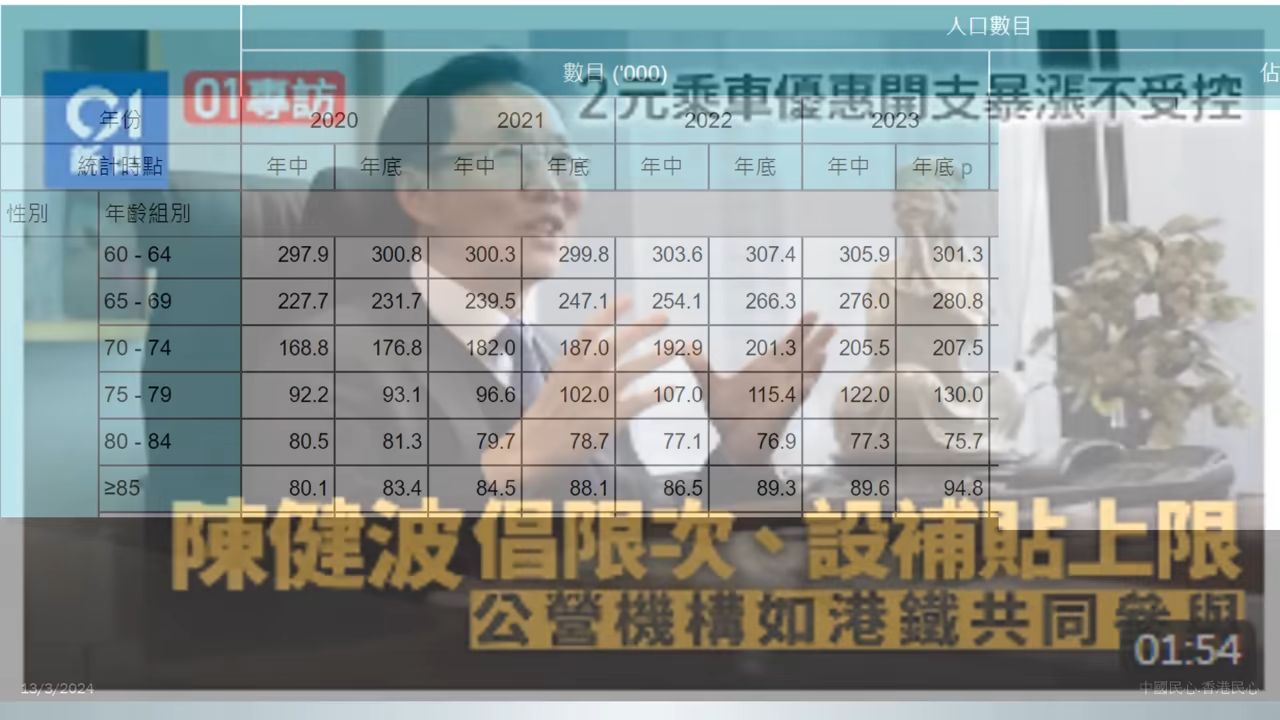 人口數目
數目 ('000)
佔
01專訪
2元乘車優惠開支暴漲不受控
01
年份 2020 2021 2022 2023
統計時點 年中 年底 年中 年底 年中 年底 年中 年底 p
性別 年齡組別
60 - 64 297.9 300.8 300.3 299.8 303.6 307.4 305.9 301.3
65 - 69 227.7 231.7 239.5 247.1 254.1 266.3 276.0 280.8
70 - 74 168.8 176.8 182.0 187.0 192.9 201.3 205.5 207.5
75 - 79 92.2 93.1 96.6 102.0 107.0 115.4 122.0 130.0
80 - 84 80.5 81.3 79.7 78.7 77.1 76.9 77.3 75.7
≥85 80.1 83.4 84.5 88.1 86.5 89.3 89.6 94.8
陳健波倡限次、設補貼上限
公營機構如港鐵共同參與
01:54
13/3/2024
中國民心.香港民心